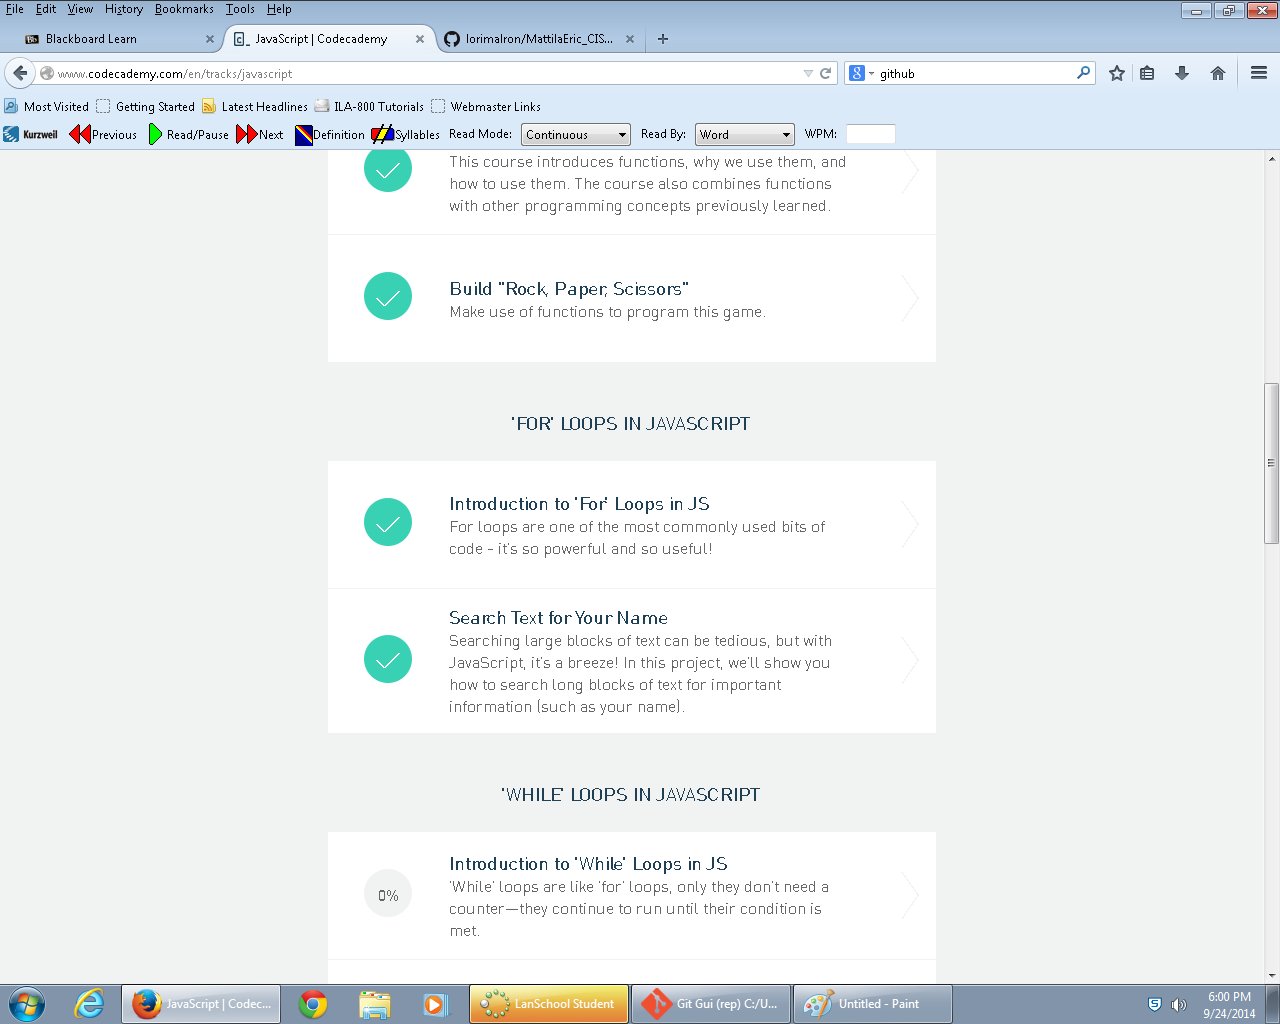 File Edit View History Bookmarks Tools Help
Blackboard Learn
JavaScript | Codecademy
lorimalron/MattilaEric_CIS...
www.codecademy.com/en/tracks/javascript
github
Most Visited Getting Started Latest Headlines ILA-800 Tutorials Webmaster Links
Kurzweil Previous Read/Pause Next Definition Syllables Read Mode: Continuous Read By: Word WPM:
This course introduces functions, why we use them, and
how to use them. The course also combines functions
with other programming concepts previously learned.
Build "Rock, Paper, Scissors"
Make use of functions to program this game.
'FOR' LOOPS IN JAVASCRIPT
Introduction to 'For' Loops in JS
For loops are one of the most commonly used bits of
code - it's so powerful and so useful!
Search Text for Your Name
Searching large blocks of text can be tedious, but with
JavaScript, it's a breeze! In this project, we'll show you
how to search long blocks of text for important
information (such as your name).
'WHILE' LOOPS IN JAVASCRIPT
0%
Introduction to 'While' Loops in JS
'While' loops are like 'for' loops, only they don't need a
counter—they continue to run until their condition is
met.
JavaScript | Codec...
LanSchool Student
Git Gui (rep) C:/U...
Untitled - Paint
6:00 PM
9/24/2014